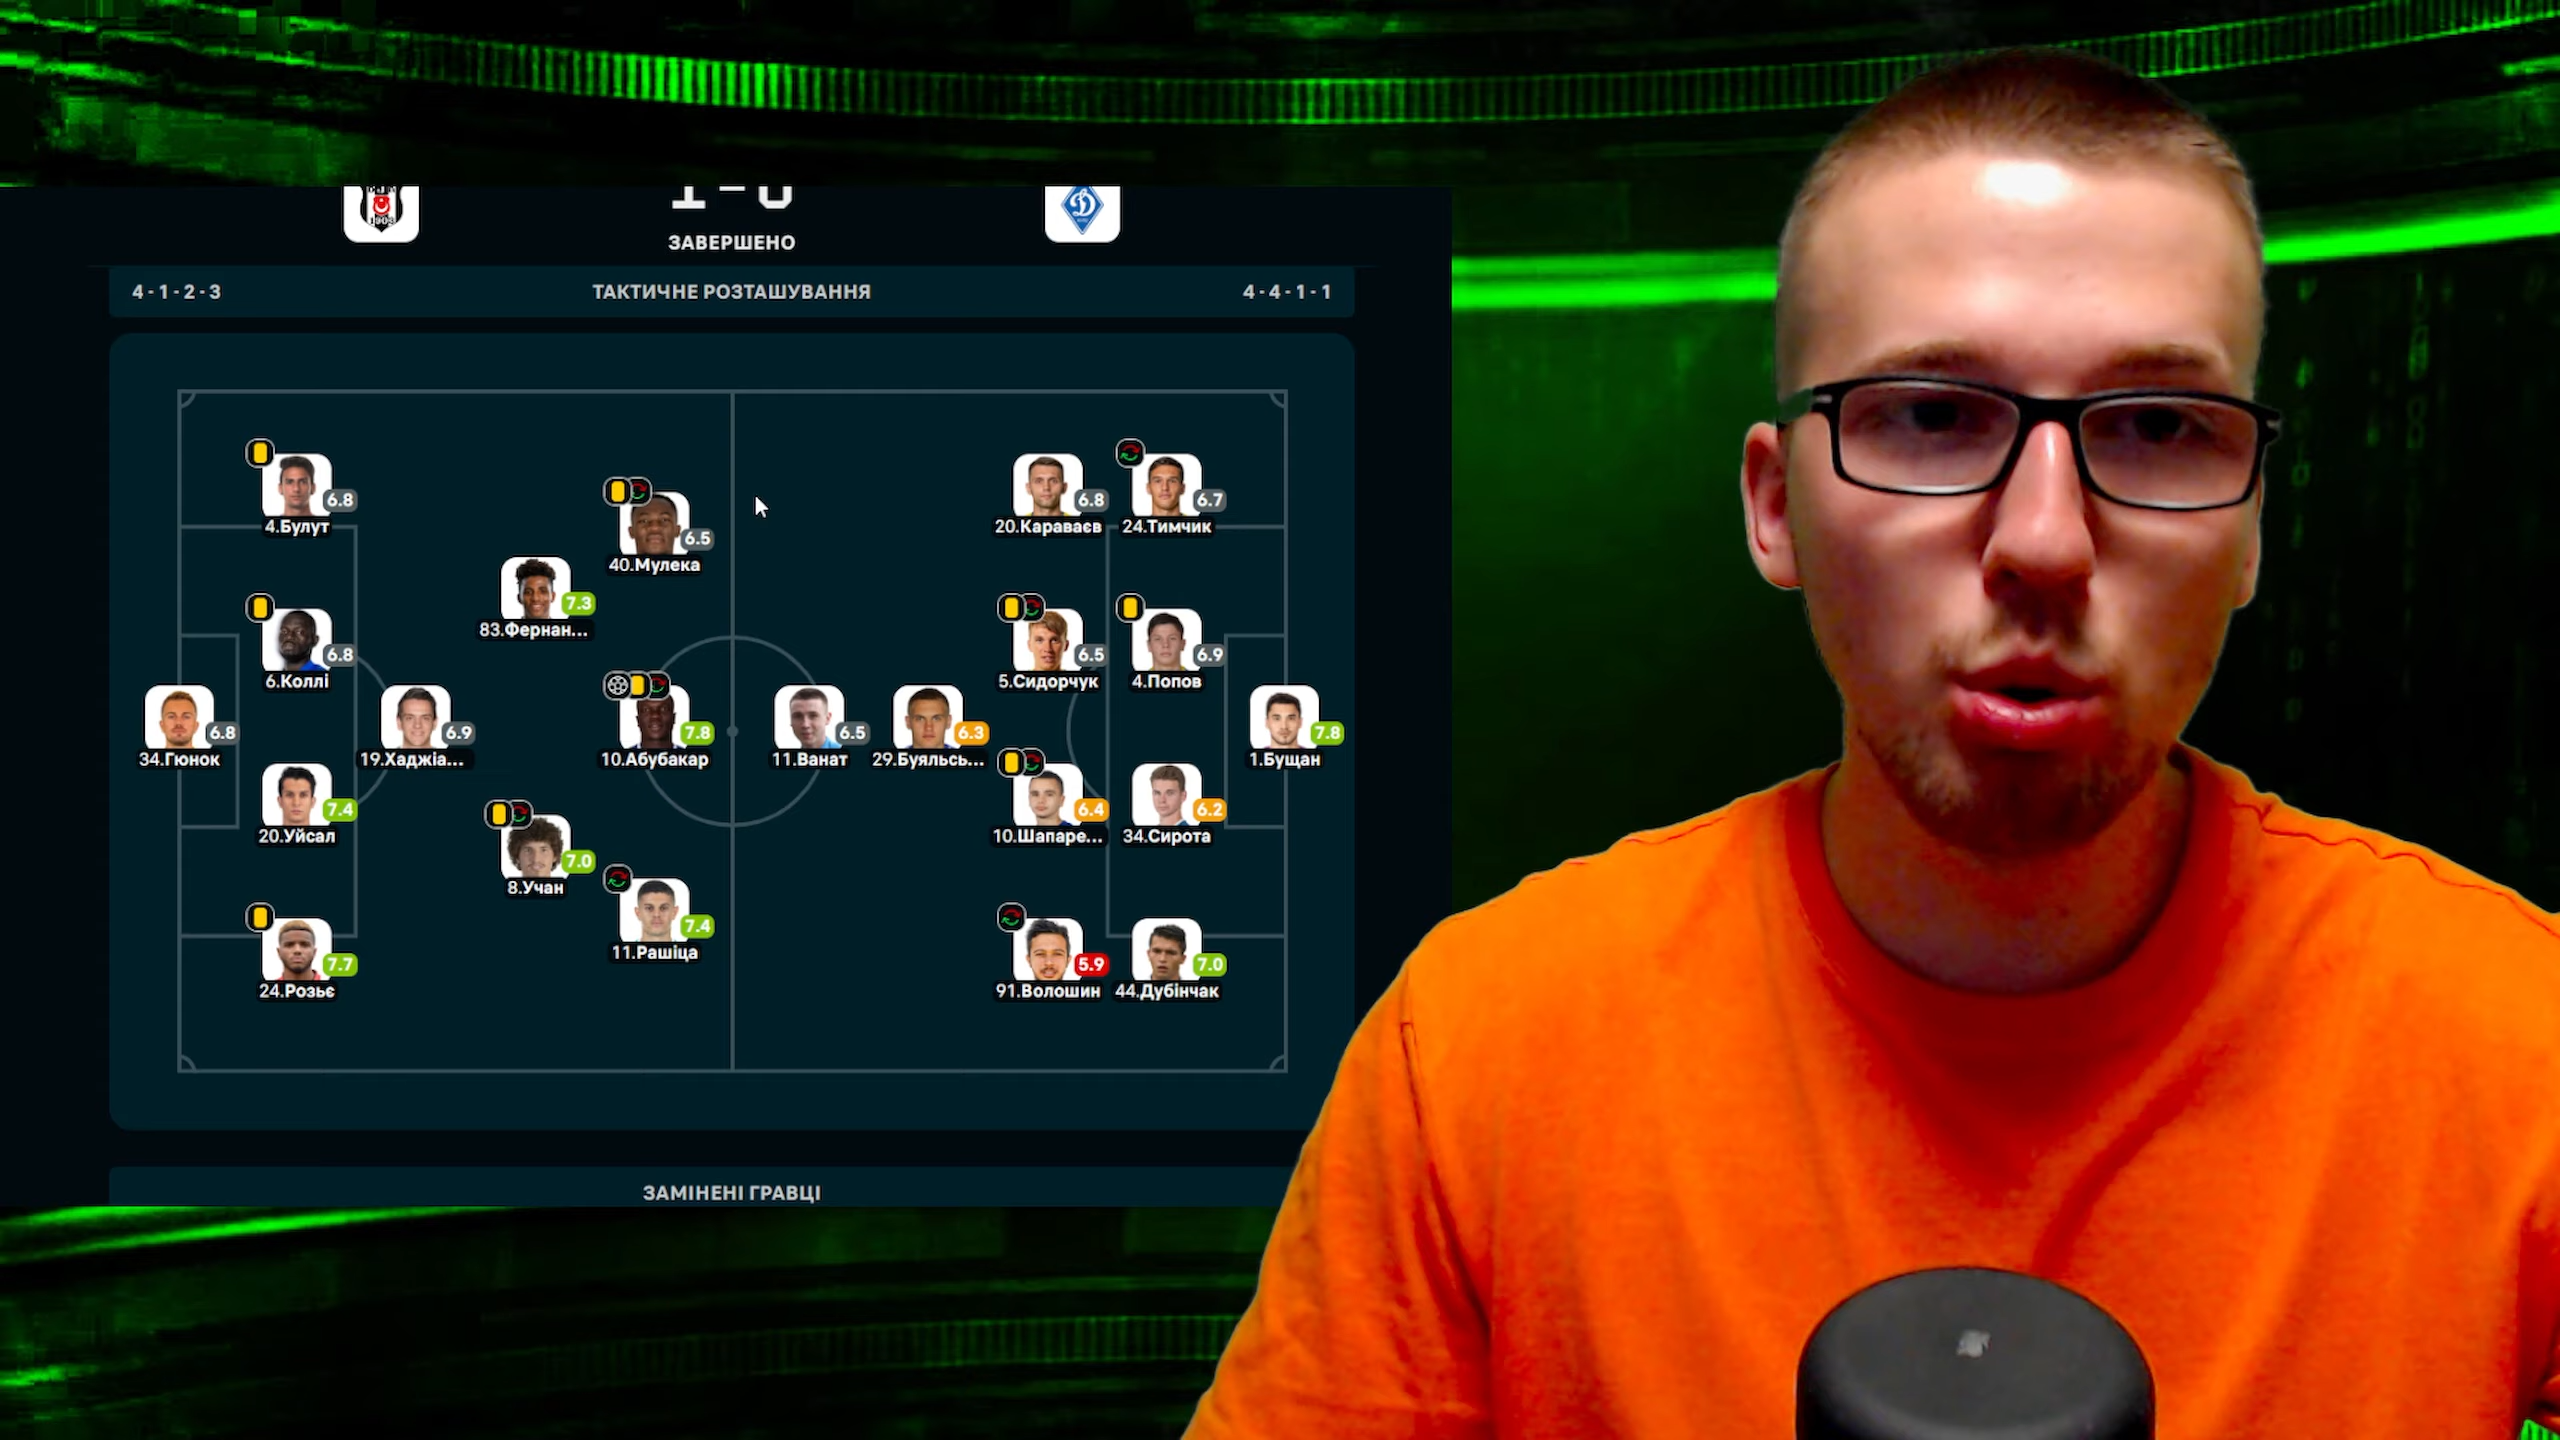 1 - 0
ЗАВЕРШЕНО
4 - 1 - 2 - 3
ТАКТИЧНЕ РОЗТАШУВАННЯ
4 - 4 - 1 - 1
6.8
4.Булут
6.5
40.Мулека
6.8
20.Караваєв
6.7
24.Тимчик
7.3
83.Фернан...
6.8
6.Коллі
6.5
5.Сидорчук
6.9
4.Попов
6.8
34.Гюнок
6.9
19.Хаджіа...
7.8
10.Абубакар
6.5
11.Ванат
6.3
29.Буяльсь...
7.8
1.Бущан
7.4
20.Уйсал
6.4
10.Шапаре...
6.2
34.Сирота
7.0
8.Учан
7.4
11.Рашіца
7.7
24.Розьє
5.9
91.Волошин
7.0
44.Дубінчак
ЗАМІНЕНІ ГРАВЦІ